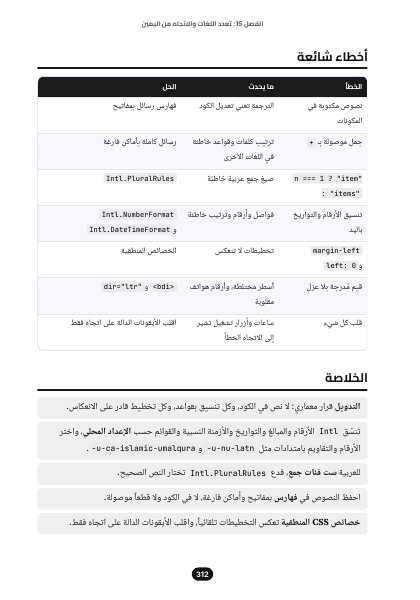 الفصل 15: تعدد اللغات والاتجاه من اليمين
أخطاء شائعة
الخطأ ما يحدث الحل
نصوص مكتوبة في المكونات الترجمة تعني تعديل الكود فهارس رسائل بمفاتيح
جمل موصولة بـ + ترتيب كلمات وقواعد خاطئة في اللغات الأخرى رسائل كاملة بأماكن فارغة
n === 1 ? "item" : "items" صيغ جمع عربية خاطئة Intl.PluralRules
تنسيق الأرقام والتواريخ باليد فواصل وأرقام وترتيب خاطئة Intl.NumberFormat و Intl.DateTimeFormat
margin-left و left: 0 تخطيطات لا تنعكس الخصائص المنطقية
قيم مُدرجة بلا عزل أسطر مختلطة، وأرقام هواتف مقلوبة <bdi> و dir="ltr"
قلب كل شيء ساعات وأزرار تشغيل تشير إلى الاتجاه الخطأ اقلب الأيقونات الدالة على اتجاه فقط
الخلاصة
التدويل قرار معماري: لا نص في الكود، وكل تنسيق بقواعد، وكل تخطيط قادر على الانعكاس.
تنسّق Intl الأرقام والمبالغ والتواريخ والأزمنة النسبية والقوائم حسب الإعداد المحلي، واختر
الأرقام والتقاويم بامتدادات مثل -u-nu-latn و -u-ca-islamic-umalqura .
للعربية ست فئات جمع، فدع Intl.PluralRules تختار النص الصحيح.
احفظ النصوص في فهارس بمفاتيح وأماكن فارغة، لا في الكود ولا قطعاً موصولة.
خصائص CSS المنطقية تعكس التخطيطات تلقائياً، واقلب الأيقونات الدالة على اتجاه فقط.
312